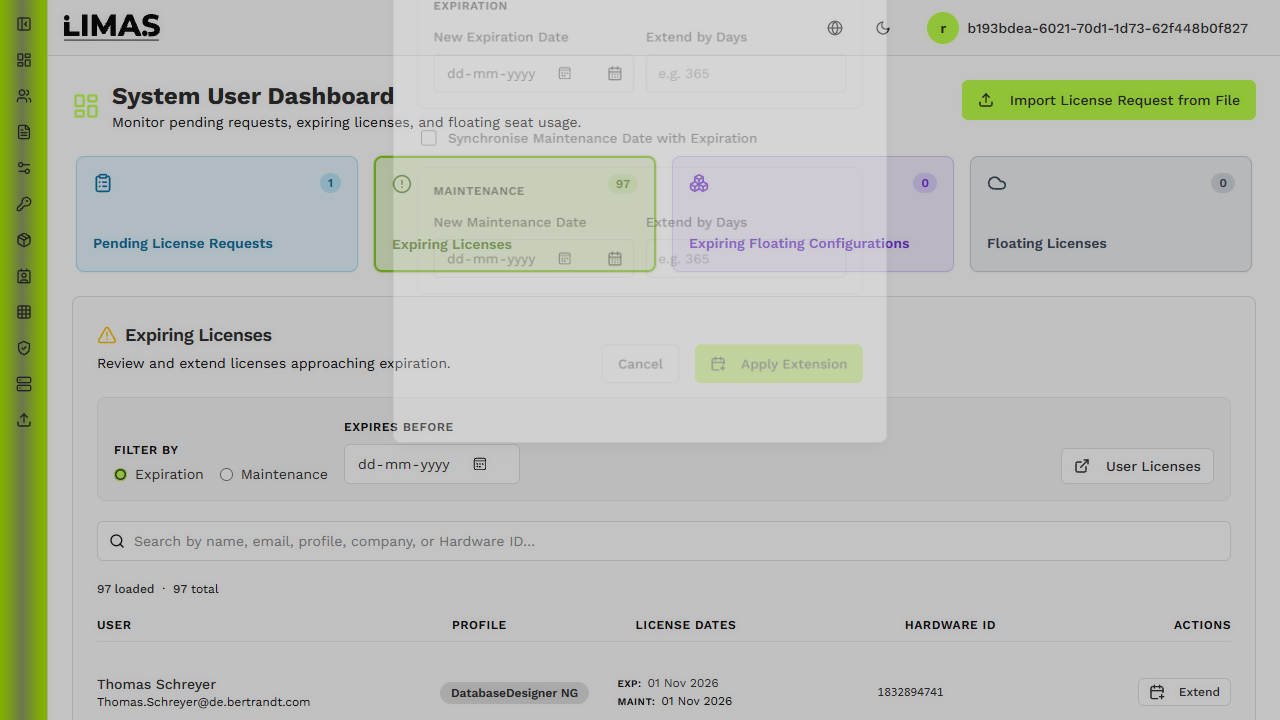 LIMAS
r
b193bdea-6021-70d1-1d73-62f448b0f827
EXPIRATION
New Expiration Date
Extend by Days
dd-mm-yyyy
e.g. 365
Synchronise Maintenance Date with Expiration
MAINTENANCE
New Maintenance Date
Extend by Days
dd-mm-yyyy
e.g. 365
Cancel
Apply Extension
System User Dashboard
Monitor pending requests, expiring licenses, and floating seat usage.
Import License Request from File
1
Pending License Requests
97
Expiring Licenses
0
Expiring Floating Configurations
0
Floating Licenses
Expiring Licenses
Review and extend licenses approaching expiration.
FILTER BY
Expiration
Maintenance
EXPIRES BEFORE
dd-mm-yyyy
User Licenses
Search by name, email, profile, company, or Hardware ID...
97 loaded · 97 total
USER PROFILE LICENSE DATES HARDWARE ID ACTIONS
Thomas Schreyer
Thomas.Schreyer@de.bertrandt.com
DatabaseDesigner NG
EXP: 01 Nov 2026
MAINT: 01 Nov 2026
1832894741
Extend